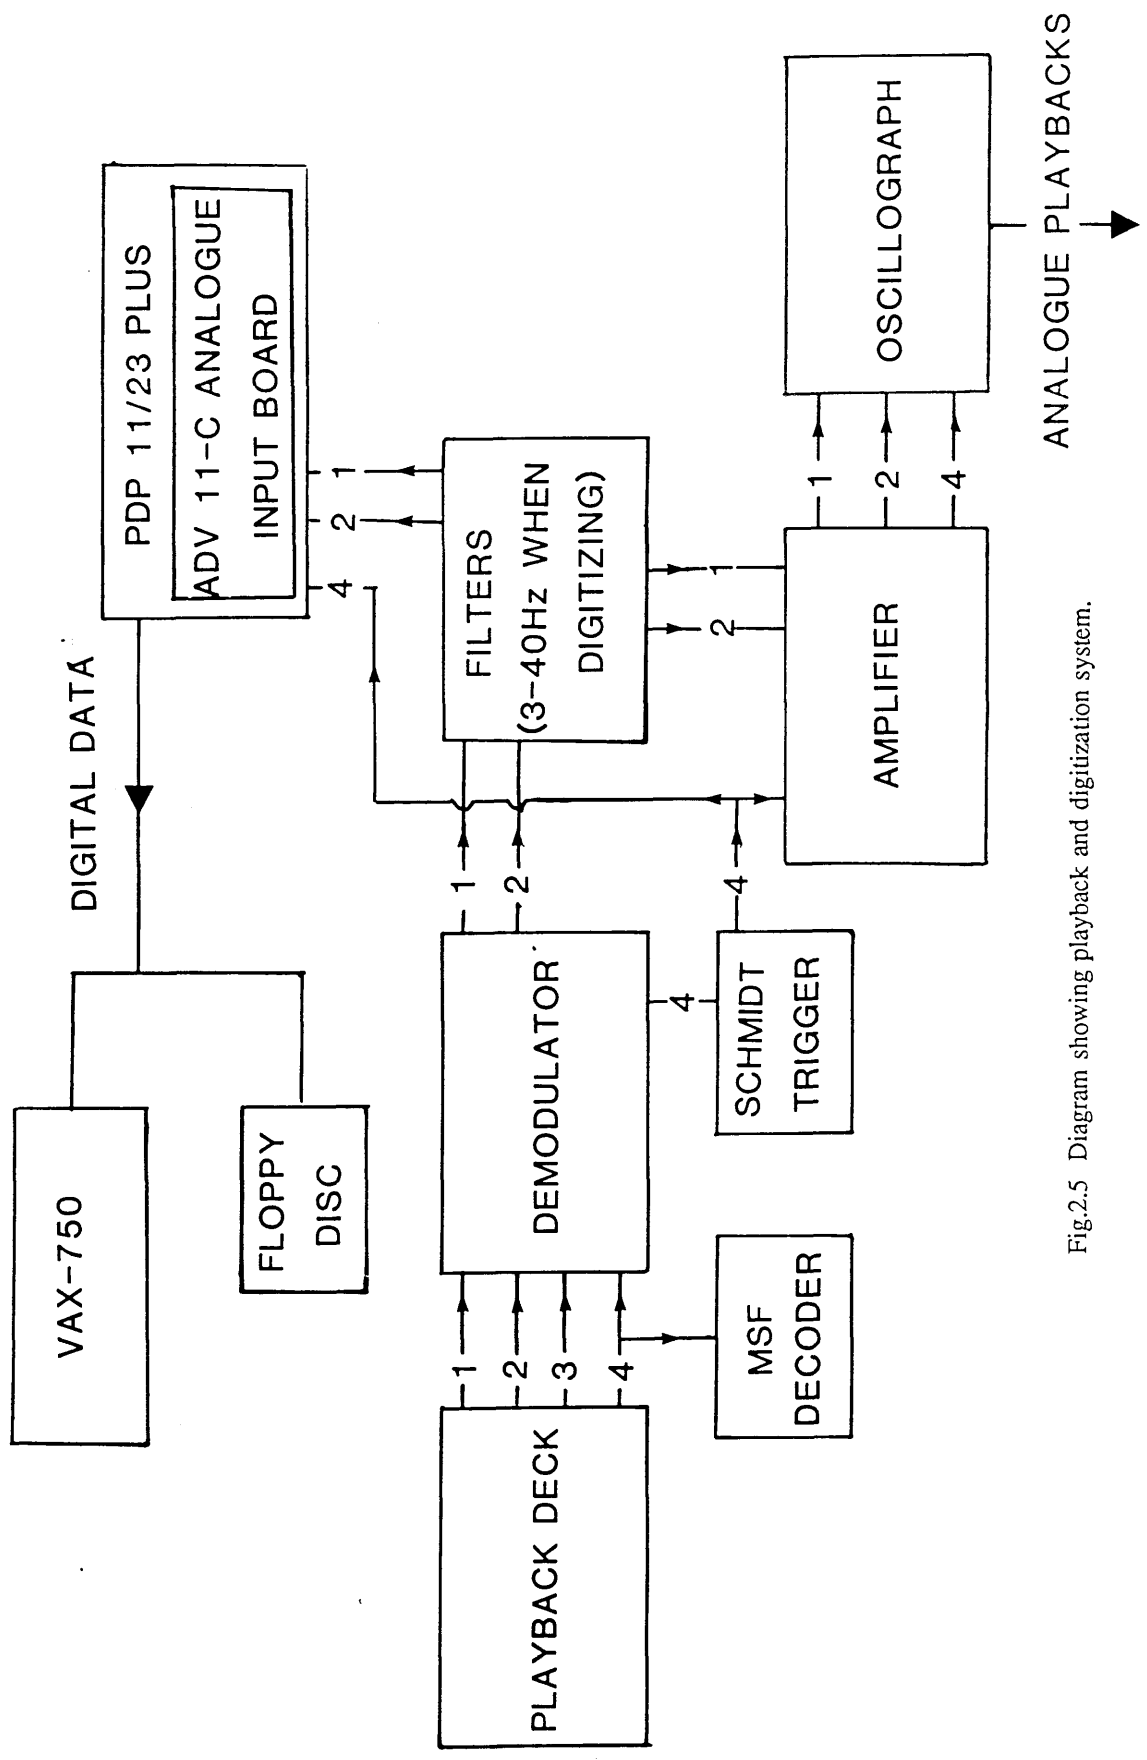 VAX-750
FLOPPY
DISC
DIGITAL DATA
PDP 11/23 PLUS
ADV 11-C ANALOGUE
INPUT BOARD
4
2
1
PLAYBACK DECK
1
2
3
4
MSF
DECODER
DEMODULATOR
1
2
4
SCHMIDT
TRIGGER
4
FILTERS
(3-40Hz WHEN
DIGITIZING)
2
1
AMPLIFIER
1
2
4
OSCILLOGRAPH
ANALOGUE PLAYBACKS
Fig.2.5 Diagram showing playback and digitization system.